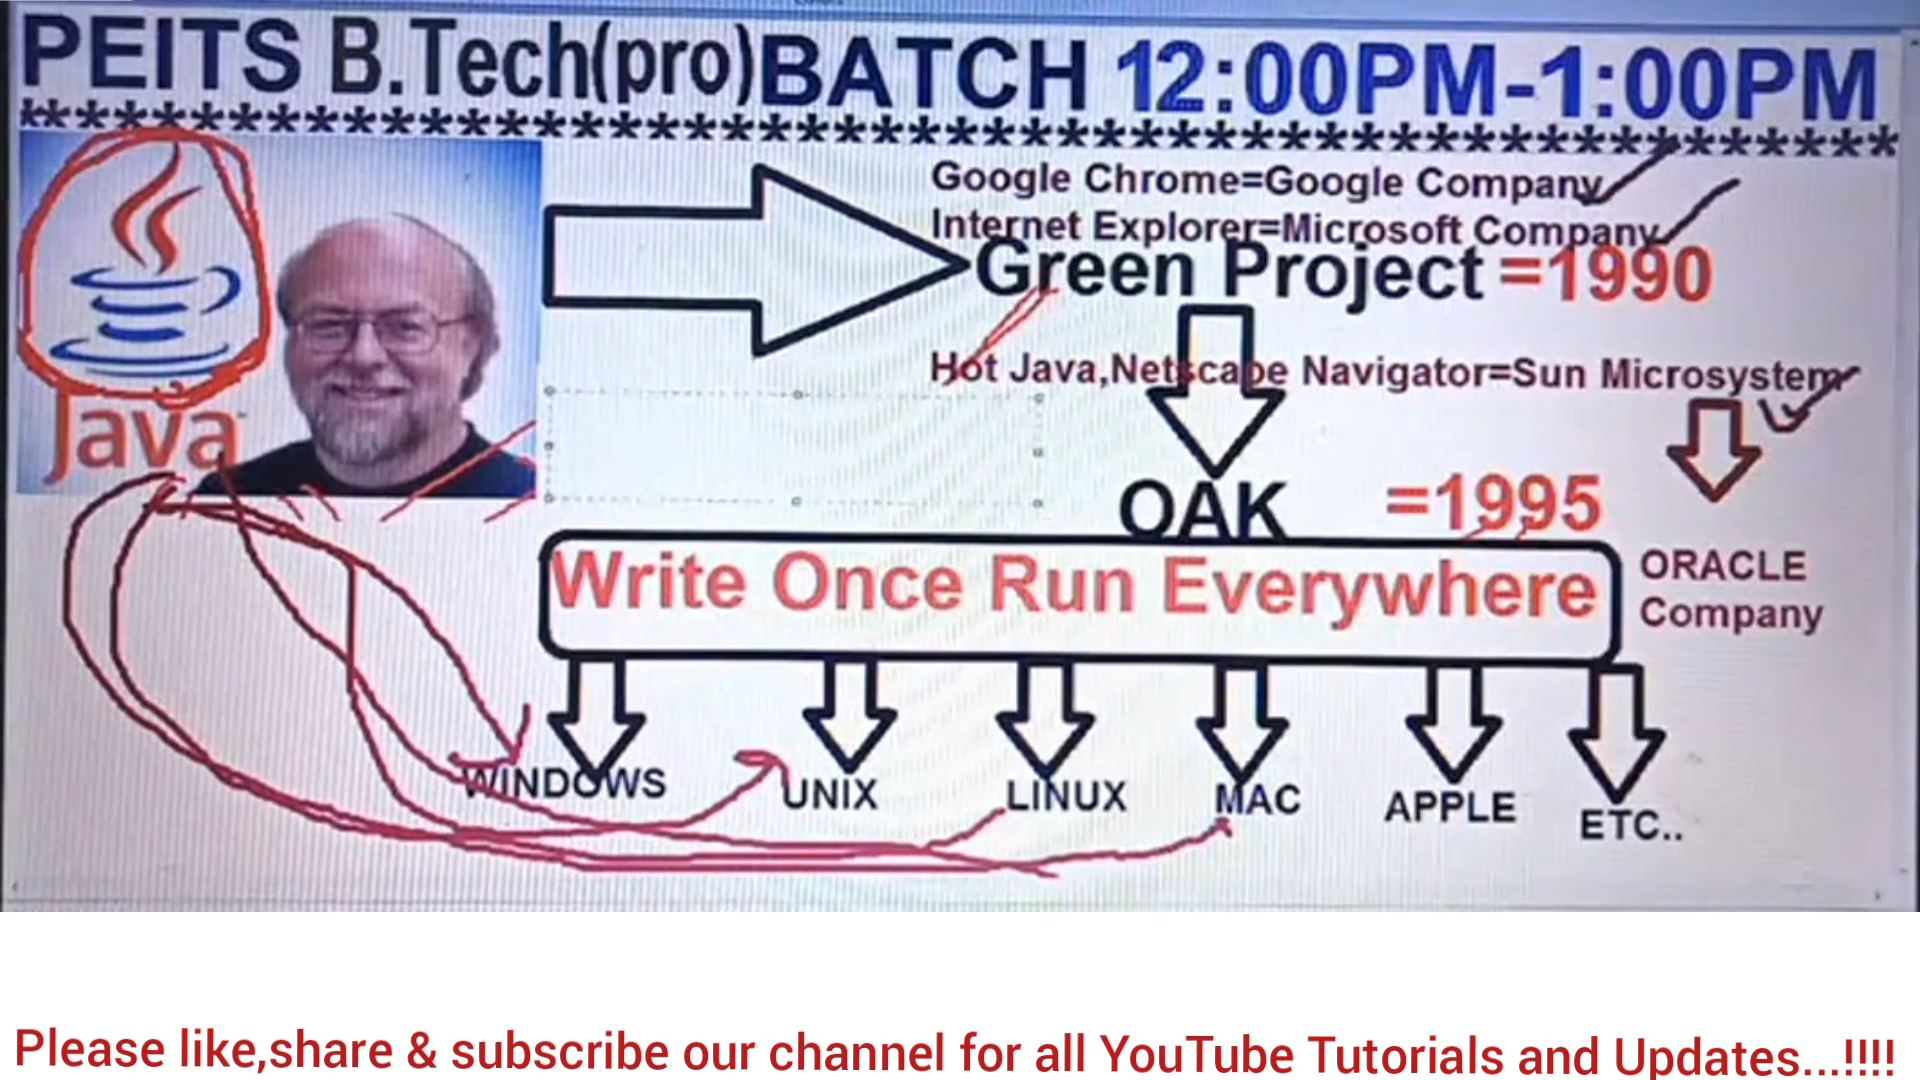 PEITS B.Tech(pro)BATCH 12:00PM-1:00PM
***************************************************
Google Chrome=Google Company
Internet Explorer=Microsoft Company
Green Project =1990
Hot Java,Netscape Navigator=Sun Microsystem
Java
OAK =1995
Write Once Run Everywhere
ORACLE
Company
WINDOWS UNIX LINUX MAC APPLE ETC..
Please like,share & subscribe our channel for all YouTube Tutorials and Updates...!!!!